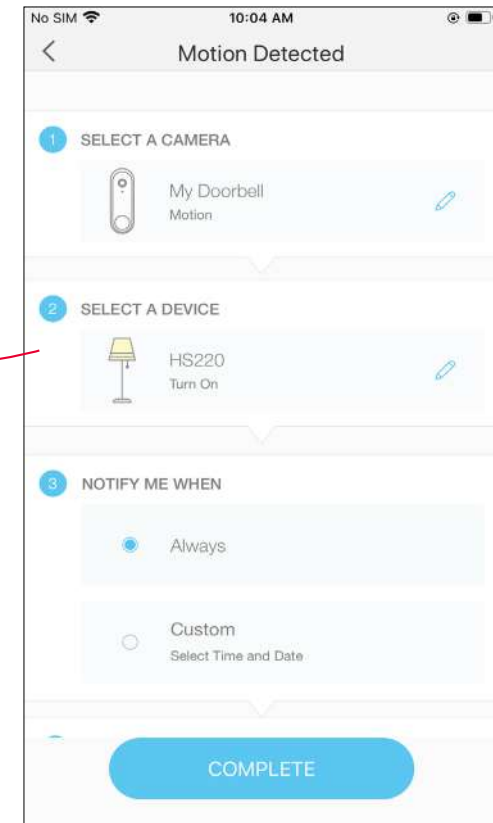 No SIM 10:04 AM
Motion Detected
1 SELECT A CAMERA
My Doorbell
Motion
2 SELECT A DEVICE
HS220
Turn On
3 NOTIFY ME WHEN
Always
Custom
Select Time and Date
COMPLETE